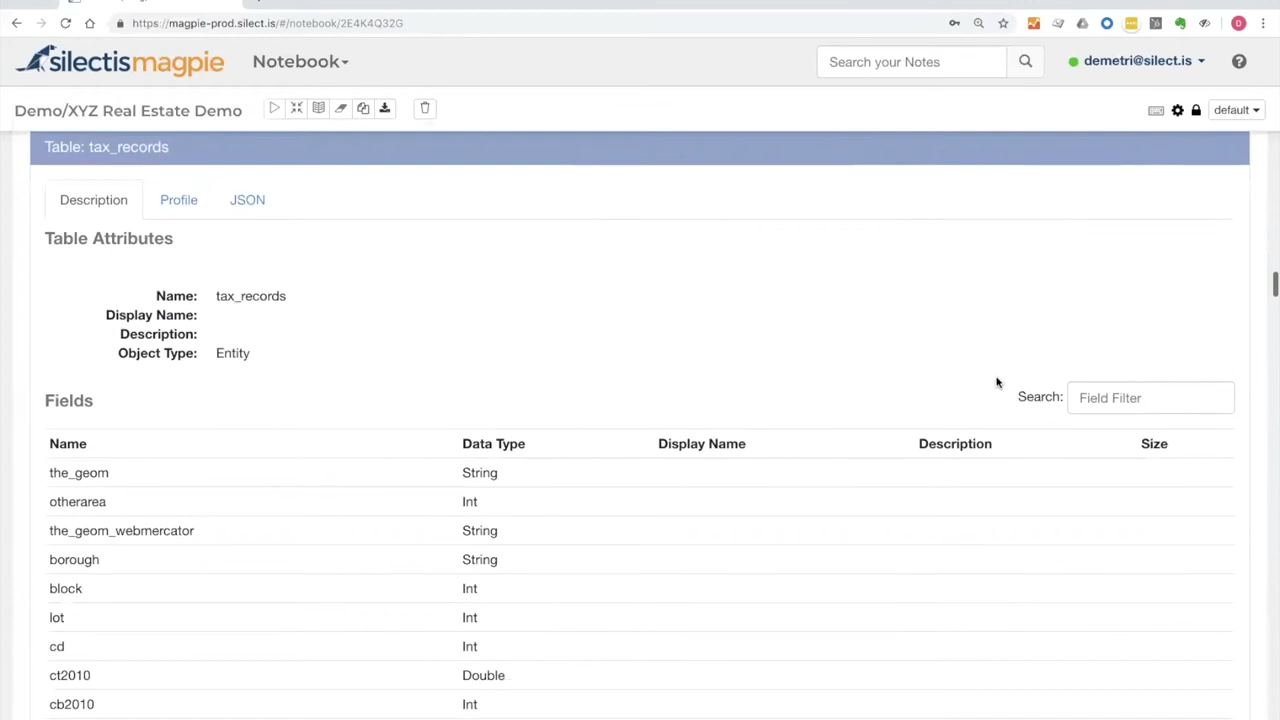 https://magpie-prod.silect.is/#/notebook/2E4K4Q32G
D
silectismagpie
Notebook
Search your Notes
demetri@silect.is
?
Demo/XYZ Real Estate Demo
default
Table: tax_records
Description Profile JSON
Table Attributes
Name: tax_records
Display Name:
Description:
Object Type: Entity
Fields
Search: Field Filter
Name Data Type Display Name Description Size
the_geom String
otherarea Int
the_geom_webmercator String
borough String
block Int
lot Int
cd Int
ct2010 Double
cb2010 Int